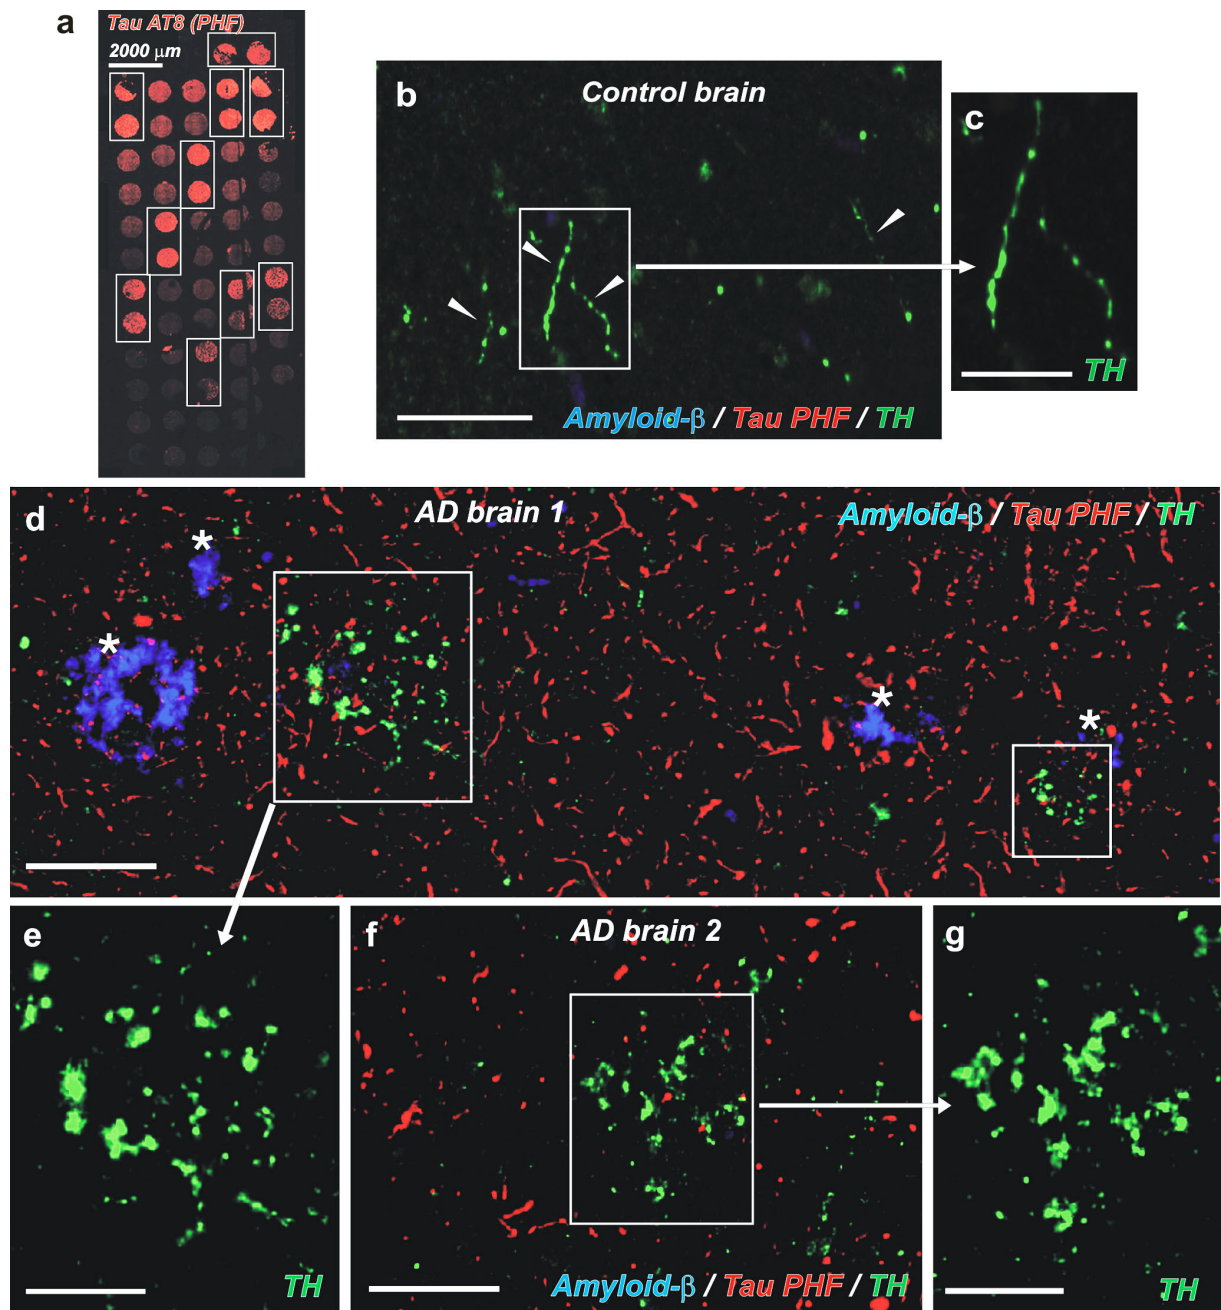 a
Tau AT8 (PHF)
2000 μm
b
Control brain
Amyloid-β / Tau PHF / TH
c
TH
d
AD brain 1
Amyloid-β / Tau PHF / TH
*
*
*
*
e
TH
f
AD brain 2
Amyloid-β / Tau PHF / TH
g
TH